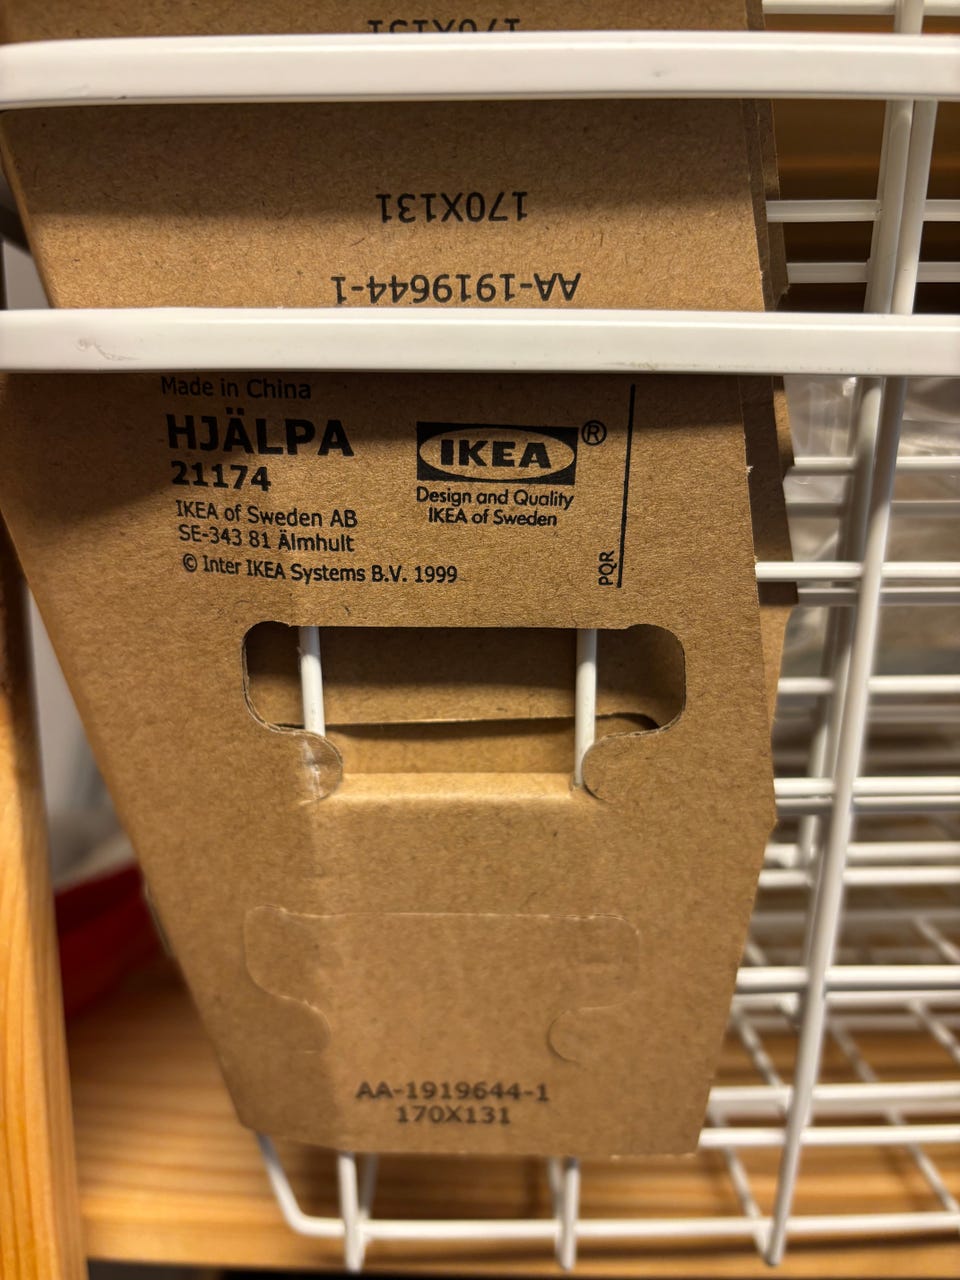 170X131
170X131
AA-1919644-1
Made in China
HJÄLPA
21174
IKEA of Sweden AB
SE-343 81 Älmhult
© Inter IKEA Systems B.V. 1999
IKEA®
Design and Quality
IKEA of Sweden
PQR
AA-1919644-1
170X131